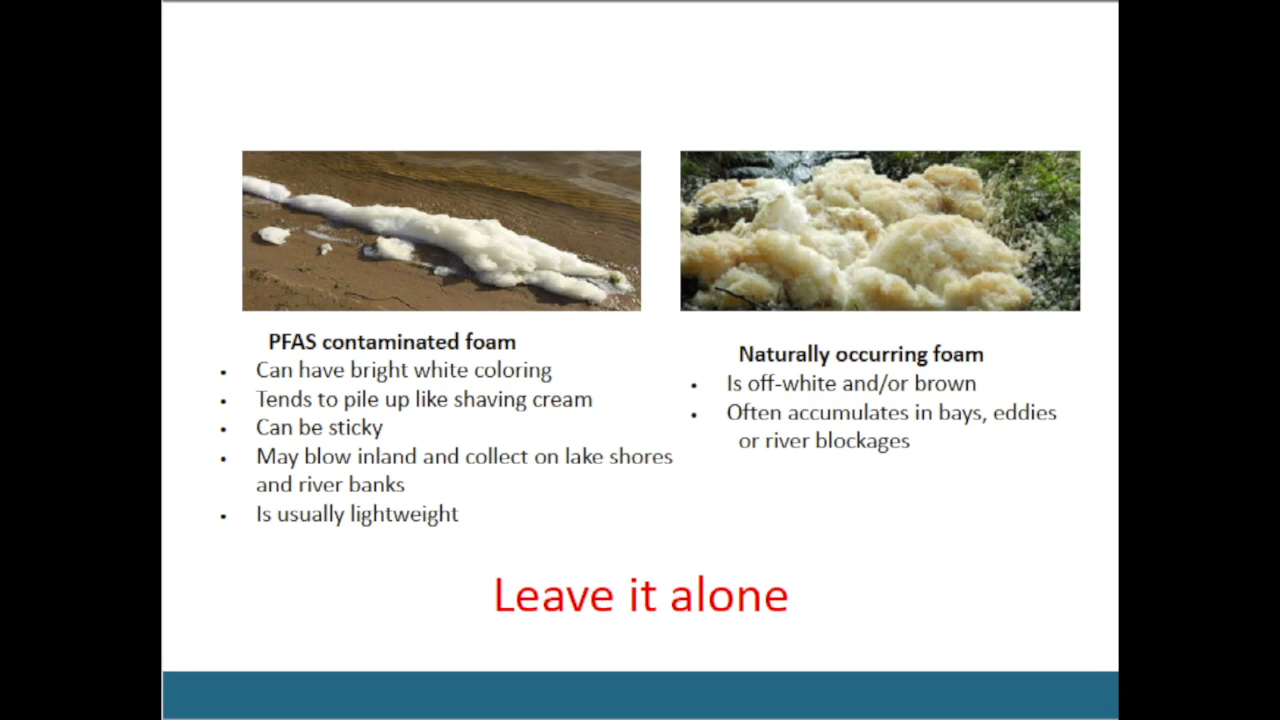 PFAS contaminated foam
• Can have bright white coloring
• Tends to pile up like shaving cream
• Can be sticky
• May blow inland and collect on lake shores
and river banks
• Is usually lightweight
Naturally occurring foam
• Is off-white and/or brown
• Often accumulates in bays, eddies
or river blockages
Leave it alone